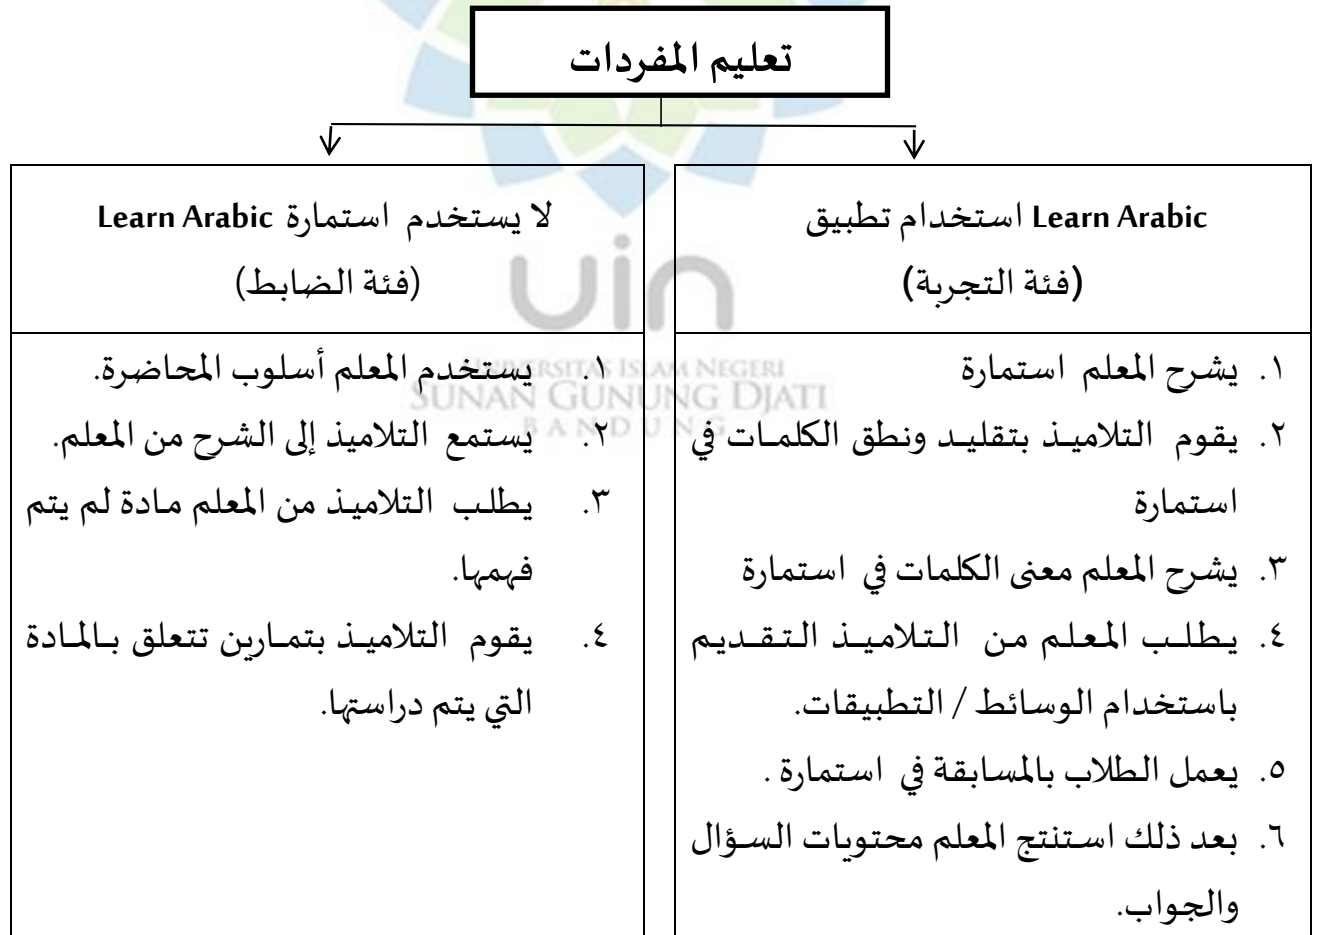 تعليم المفردات
استخدام تطبيق Learn Arabic
(فئة التجربة)
١. يشرح المعلم استمارة
٢. يقوم التلاميذ بتقليد ونطق الكلمات في
استمارة
٣. يشرح المعلم معنى الكلمات في استمارة
٤. يطلب المعلم من التلاميذ التقديم
باستخدام الوسائط / التطبيقات.
٥. يعمل الطلاب بالمسابقة في استمارة .
٦. بعد ذلك استنتج المعلم محتويات السؤال
والجواب.
لا يستخدم استمارة Learn Arabic
(فئة الضابط)
١. يستخدم المعلم أسلوب المحاضرة.
٢. يستمع التلاميذ إلى الشرح من المعلم.
٣. يطلب التلاميذ من المعلم مادة لم يتم
فهمها.
٤. يقوم التلاميذ بتمارين تتعلق بالمادة
التي يتم دراستها.
uin
UNIVERSITAS ISLAM NEGERI
SUNAN GUNUNG DJATI
BANDUNG